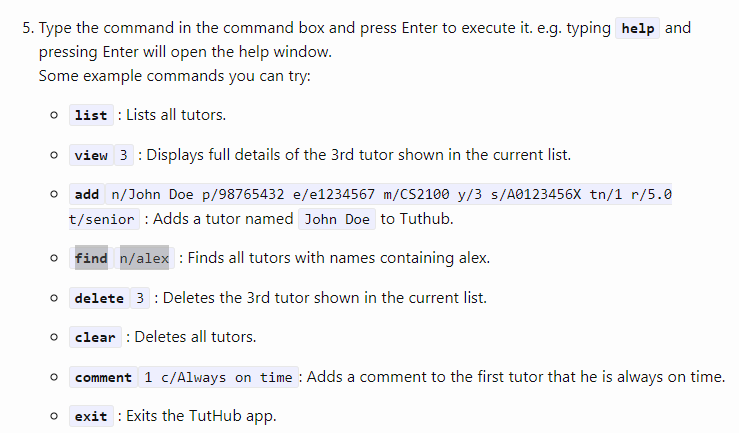 5. Type the command in the command box and press Enter to execute it. e.g. typing help and
pressing Enter will open the help window.
Some example commands you can try:
list : Lists all tutors.
view 3 : Displays full details of the 3rd tutor shown in the current list.
add n/John Doe p/98765432 e/e1234567 m/CS2100 y/3 s/A0123456X tn/1 r/5.0
t/senior : Adds a tutor named John Doe to Tuthub.
find n/alex : Finds all tutors with names containing alex.
delete 3 : Deletes the 3rd tutor shown in the current list.
clear : Deletes all tutors.
comment 1 c/Always on time : Adds a comment to the first tutor that he is always on time.
exit : Exits the TutHub app.